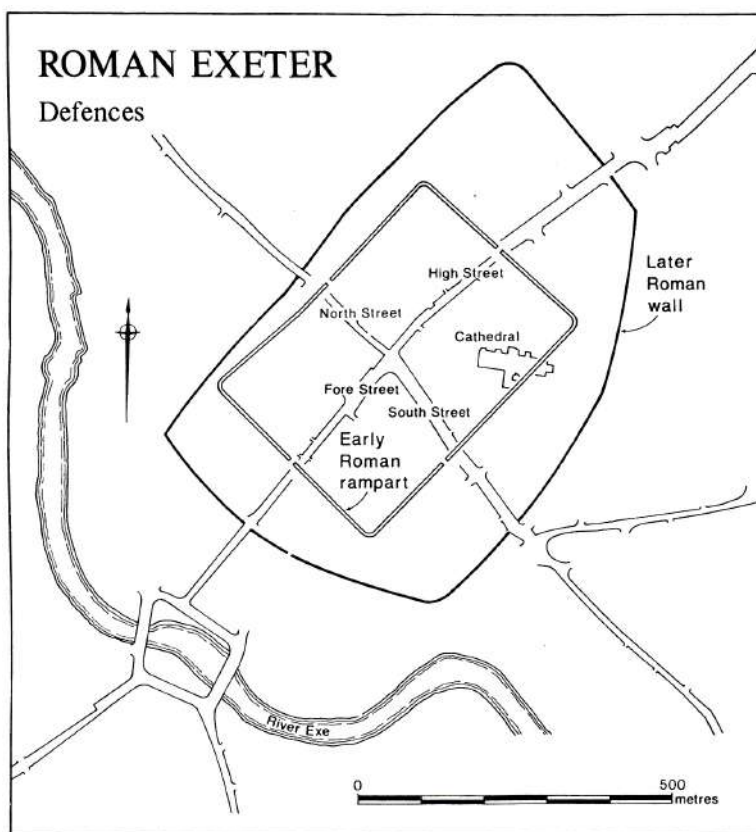 ROMAN EXETER
Defences
High Street
Later
Roman
wall
North Street
Cathedral
Fore Street
South Street
Early
Roman
rampart
River Exe
0
500
metres